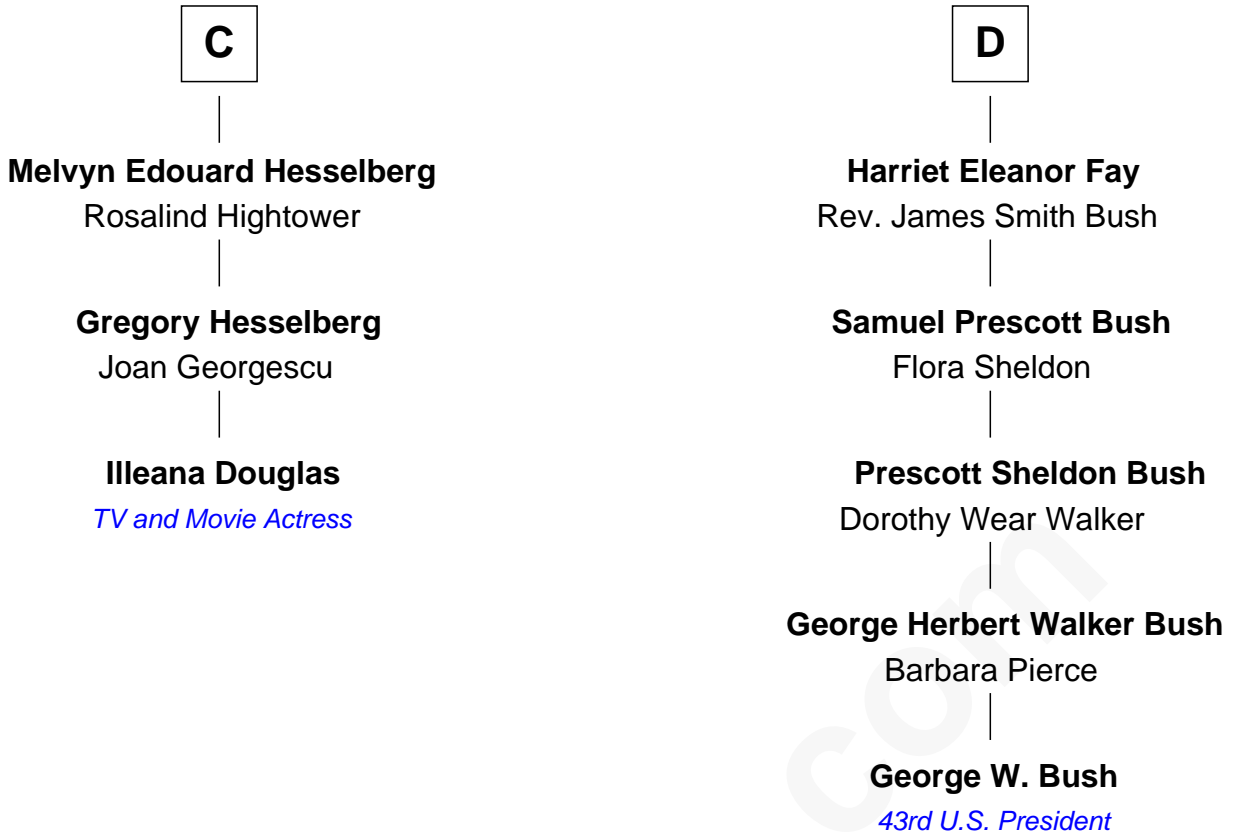 C
Melvyn Edouard Hesselberg
Rosalind Hightower
Gregory Hesselberg
Joan Georgescu
Illeana Douglas
TV and Movie Actress
D
Harriet Eleanor Fay
Rev. James Smith Bush
Samuel Prescott Bush
Flora Sheldon
Prescott Sheldon Bush
Dorothy Wear Walker
George Herbert Walker Bush
Barbara Pierce
George W. Bush
43rd U.S. President
com